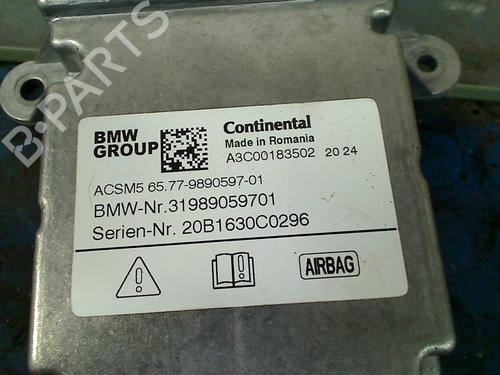 B-PARTS
BMW
GROUP
Continental
Made in Romania
A3C00183502 20 24
ACSM5 65.77-9890597-01
BMW-Nr.31989059701
Serien-Nr. 20B1630C0296
AIRBAG